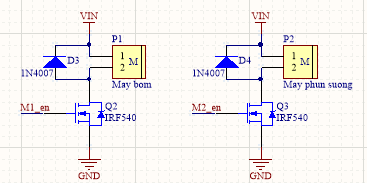 VIN
P1
D3
1
2
M
1N4007
May bom
Q2
M1_en
IRF540
GND
VIN
P2
D4
1
2
M
1N4007
May phun suong
Q3
M2_en
IRF540
GND